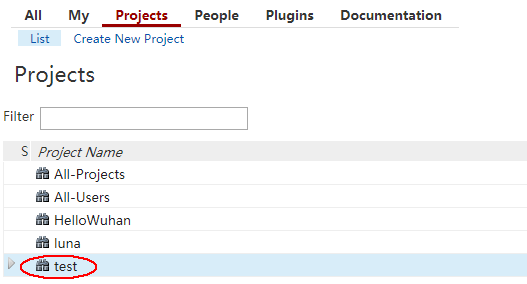 All My Projects People Plugins Documentation
List Create New Project
Projects
Filter
S Project Name
All-Projects
All-Users
HelloWuhan
luna
test